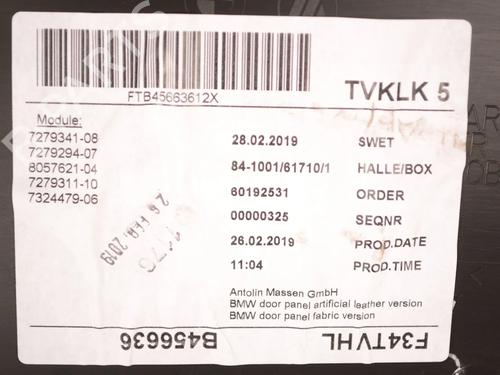 TVKLK 5
FTB45663612X
Module:
7279341-08
7279294-07
8057621-04
7279311-10
7324479-06
28.02.2019 SWET
84-1001/61710/1 HALLE/BOX
60192531 ORDER
00000325 SEQNR
26.02.2019 PROD.DATE
11:04 PROD.TIME
26 FEB 2019
Antolin Massen GmbH
BMW door panel artificial leather version
BMW door panel fabric version
B456636
F34TVHL